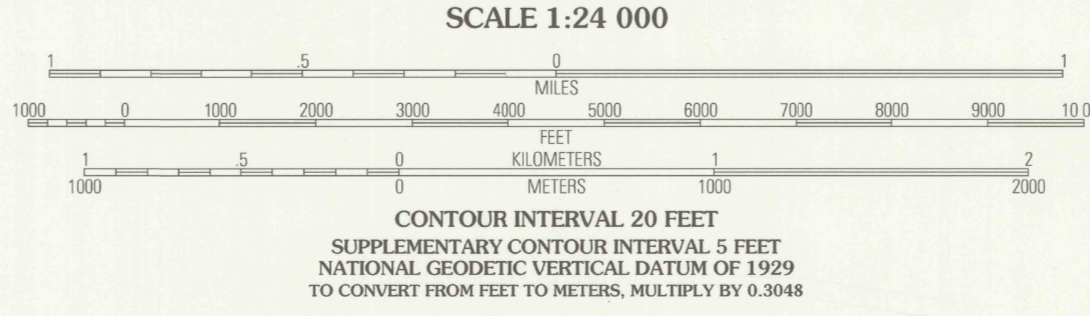 SCALE 1:24 000
1 .5 0 1
MILES
1000 0 1000 2000 3000 4000 5000 6000 7000 8000 9000 10 0
FEET
1 .5 0 KILOMETERS 1 2
1000 0 METERS 1000 2000
CONTOUR INTERVAL 20 FEET
SUPPLEMENTARY CONTOUR INTERVAL 5 FEET
NATIONAL GEODETIC VERTICAL DATUM OF 1929
TO CONVERT FROM FEET TO METERS, MULTIPLY BY 0.3048